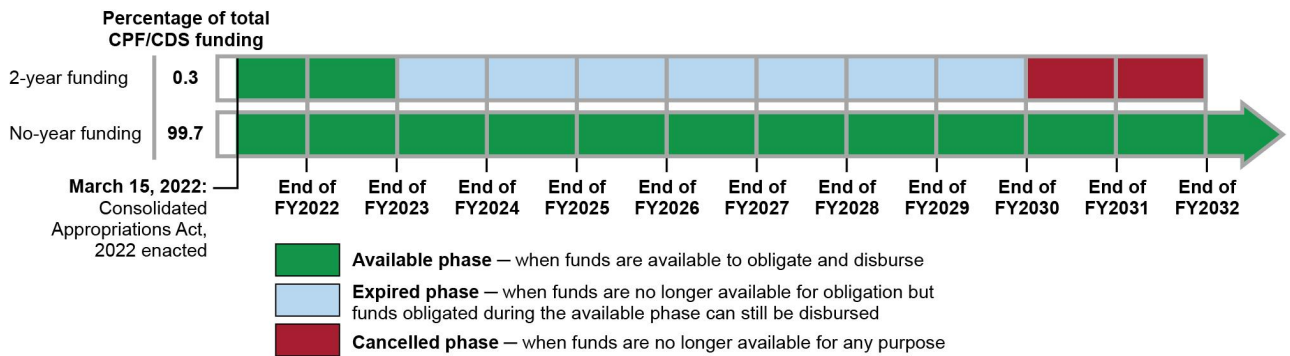 Percentage of total
CPF/CDS funding
2-year funding 0.3
No-year funding 99.7
March 15, 2022:
Consolidated
Appropriations Act,
2022 enacted
End of
FY2022
End of
FY2023
End of
FY2024
End of
FY2025
End of
FY2026
End of
FY2027
End of
FY2028
End of
FY2029
End of
FY2030
End of
FY2031
End of
FY2032
Available phase — when funds are available to obligate and disburse
Expired phase — when funds are no longer available for obligation but
funds obligated during the available phase can still be disbursed
Cancelled phase — when funds are no longer available for any purpose